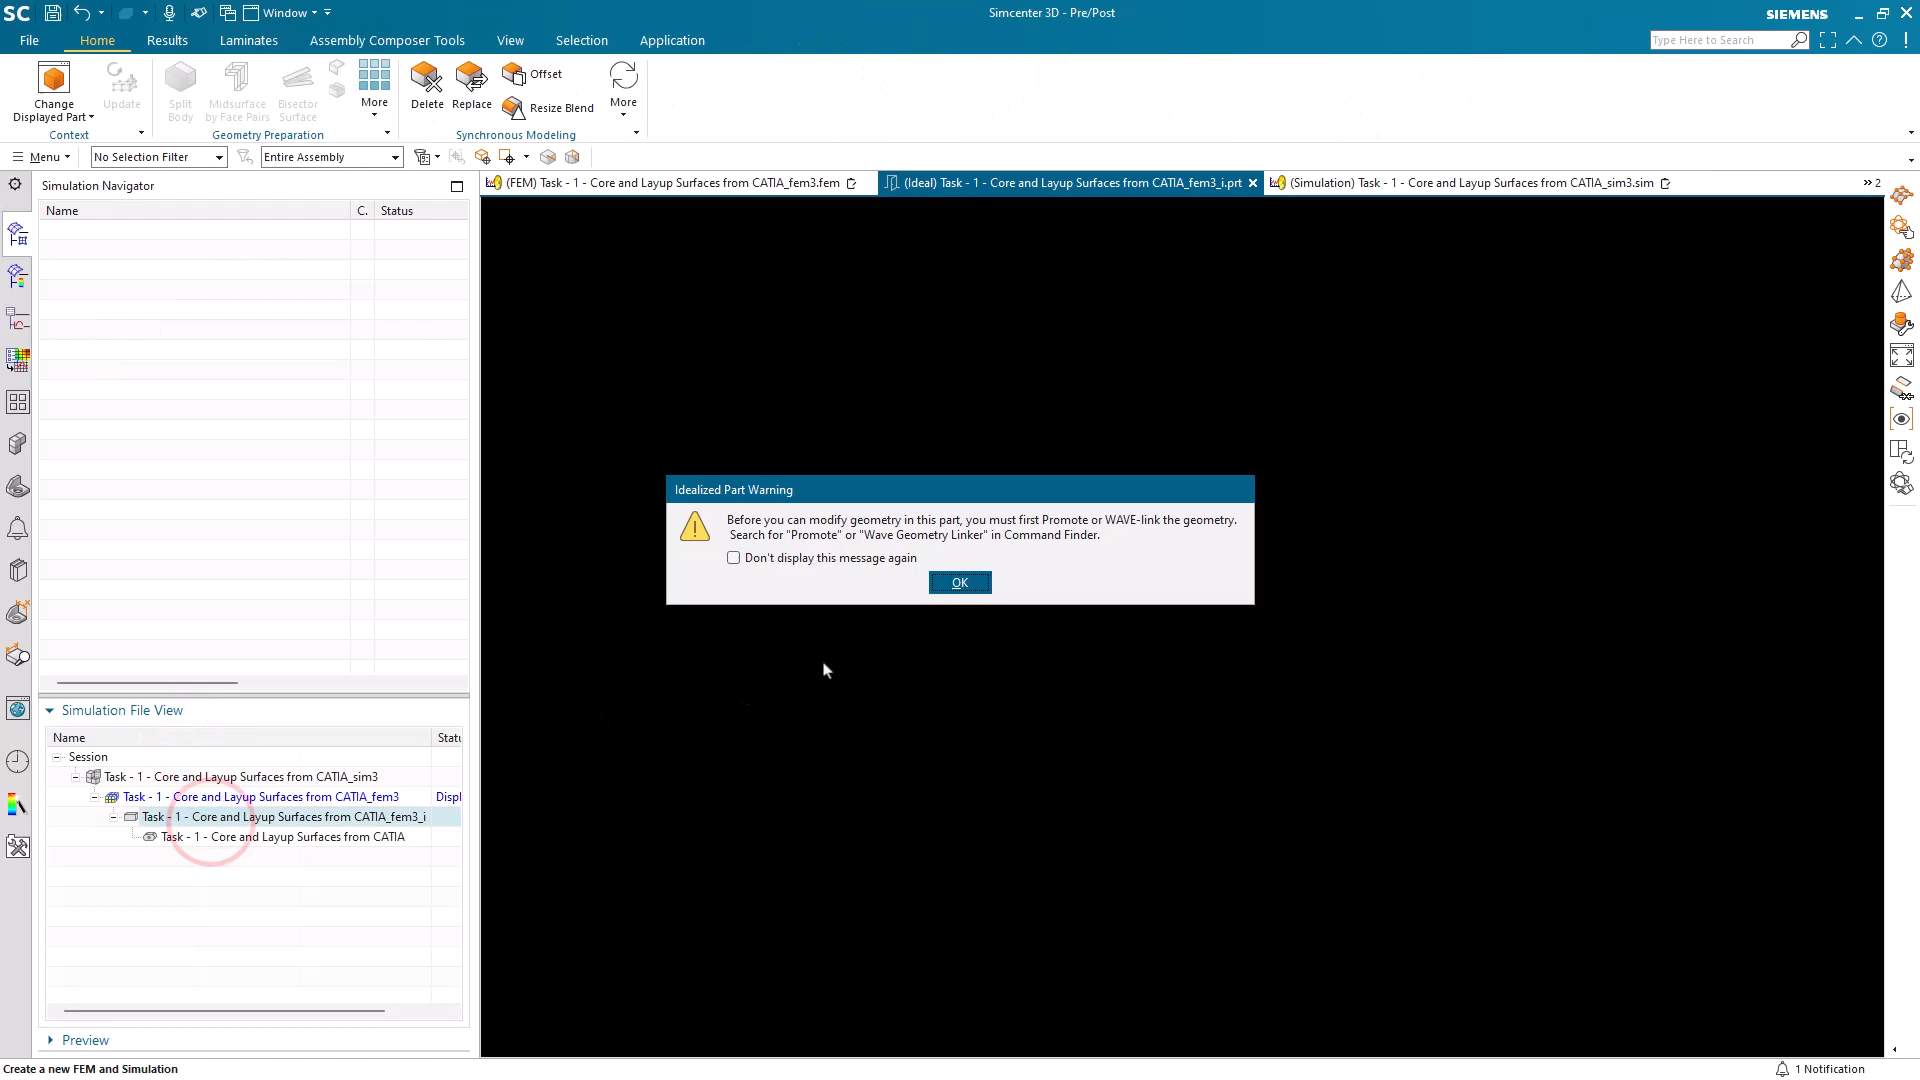 SC
Window
Simcenter 3D - Pre/Post
SIEMENS
File
Home
Results
Laminates
Assembly Composer Tools
View
Selection
Application
Type Here to Search
Change
Displayed Part
Update
Split
Body
Midsurface
by Face Pairs
Bisector
Surface
More
Delete
Replace
Offset
Resize Blend
More
Context
Geometry Preparation
Synchronous Modeling
Menu
No Selection Filter
Entire Assembly
Simulation Navigator
(FEM) Task - 1 - Core and Layup Surfaces from CATIA_fem3.fem
(Ideal) Task - 1 - Core and Layup Surfaces from CATIA_fem3_i.prt
(Simulation) Task - 1 - Core and Layup Surfaces from CATIA_sim3.sim
2
Name
C.
Status
Idealized Part Warning
Before you can modify geometry in this part, you must first Promote or WAVE-link the geometry.
Search for "Promote" or "Wave Geometry Linker" in Command Finder.
Don't display this message again
OK
Simulation File View
Name
Statu
Session
Task - 1 - Core and Layup Surfaces from CATIA_sim3
Task - 1 - Core and Layup Surfaces from CATIA_fem3
Displ
Task - 1 - Core and Layup Surfaces from CATIA_fem3_i
Task - 1 - Core and Layup Surfaces from CATIA
Preview
Create a new FEM and Simulation
1 Notification